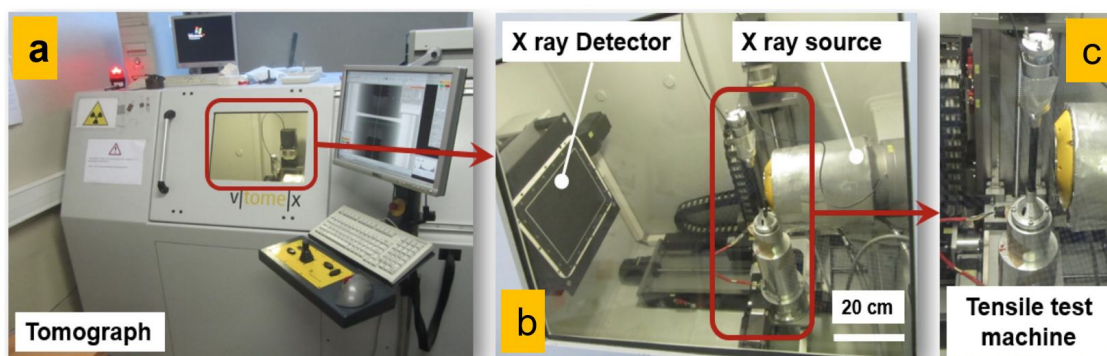 a
v|tome|x
Tomograph
X ray Detector
X ray source
b
20 cm
c
Tensile test
machine